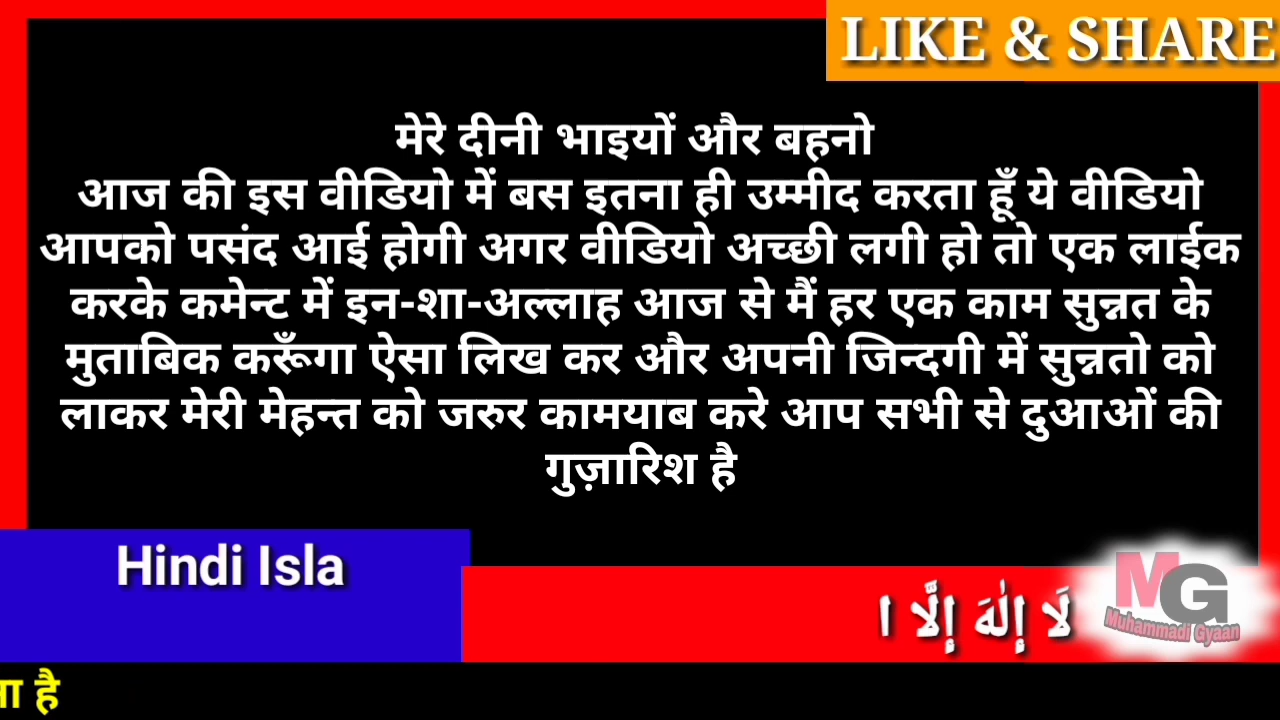 LIKE & SHARE
मेरे दीनी भाइयों और बहनो
आज की इस वीडियो में बस इतना ही उम्मीद करता हूँ ये वीडियो
आपको पसंद आई होगी अगर वीडियो अच्छी लगी हो तो एक लाईक
करके कमेन्ट में इन-शा-अल्लाह आज से मैं हर एक काम सुन्नत के
मुताबिक करूँगा ऐसा लिख कर और अपनी जिन्दगी में सुन्नतो को
लाकर मेरी मेहन्त को जरुर कामयाब करे आप सभी से दुआओं की
गुज़ारिश है
Hindi Isla
لَا إِلٰهَ إِلَّا ا
MG
Muhammadi Gyaan
है